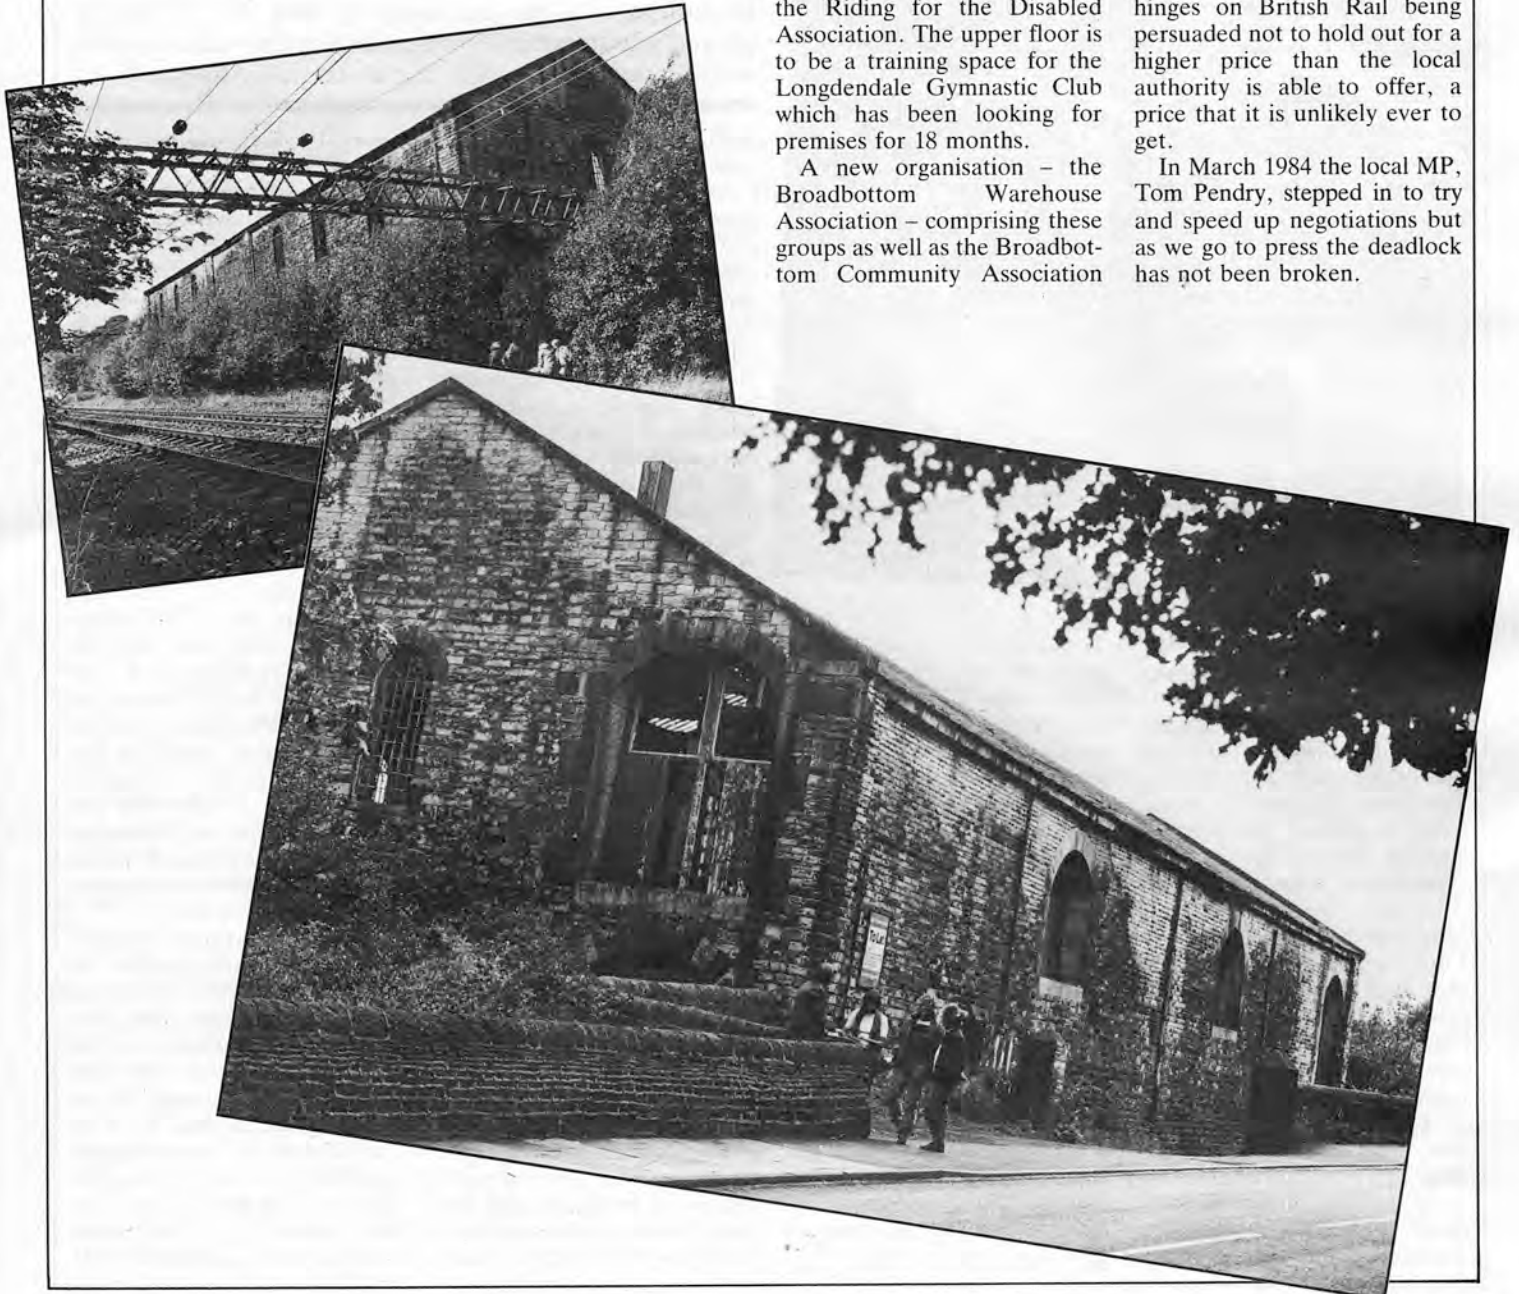 the Riding for the Disabled
Association. The upper floor is
to be a training space for the
Longdendale Gymnastic Club
which has been looking for
premises for 18 months.
A new organisation – the
Broadbottom Warehouse
Association – comprising these
groups as well as the Broadbot-
tom Community Association
hinges on British Rail being
persuaded not to hold out for a
higher price than the local
authority is able to offer, a
price that it is unlikely ever to
get.
In March 1984 the local MP,
Tom Pendry, stepped in to try
and speed up negotiations but
as we go to press the deadlock
has not been broken.
To Let